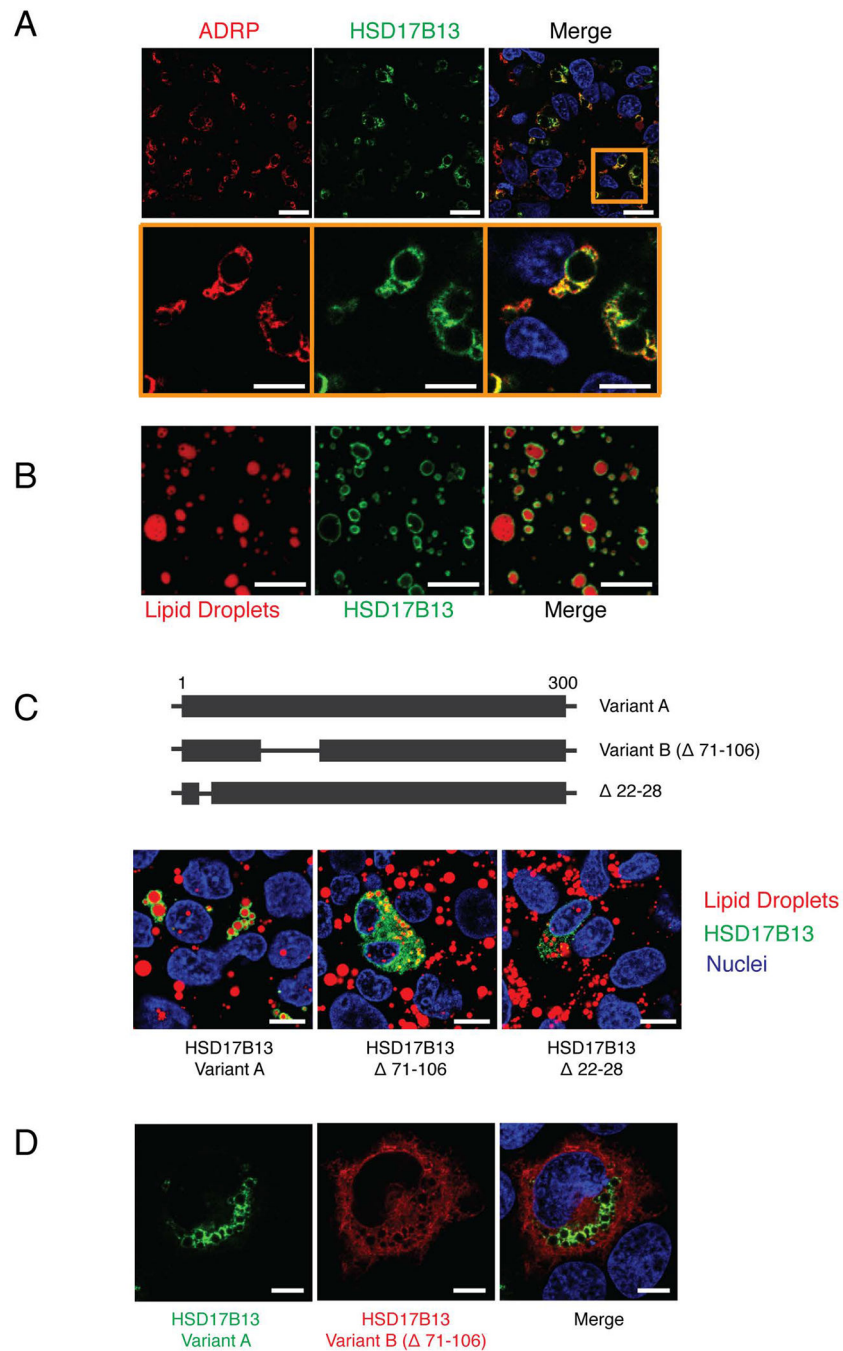 A
ADRP HSD17B13 Merge
B
Lipid Droplets HSD17B13 Merge
C
1 300
Variant A
Variant B (Δ 71-106)
Δ 22-28
Lipid Droplets
HSD17B13
Nuclei
HSD17B13 HSD17B13 HSD17B13
Variant A Δ 71-106 Δ 22-28
D
HSD17B13 HSD17B13 Merge
Variant A Variant B (Δ 71-106)